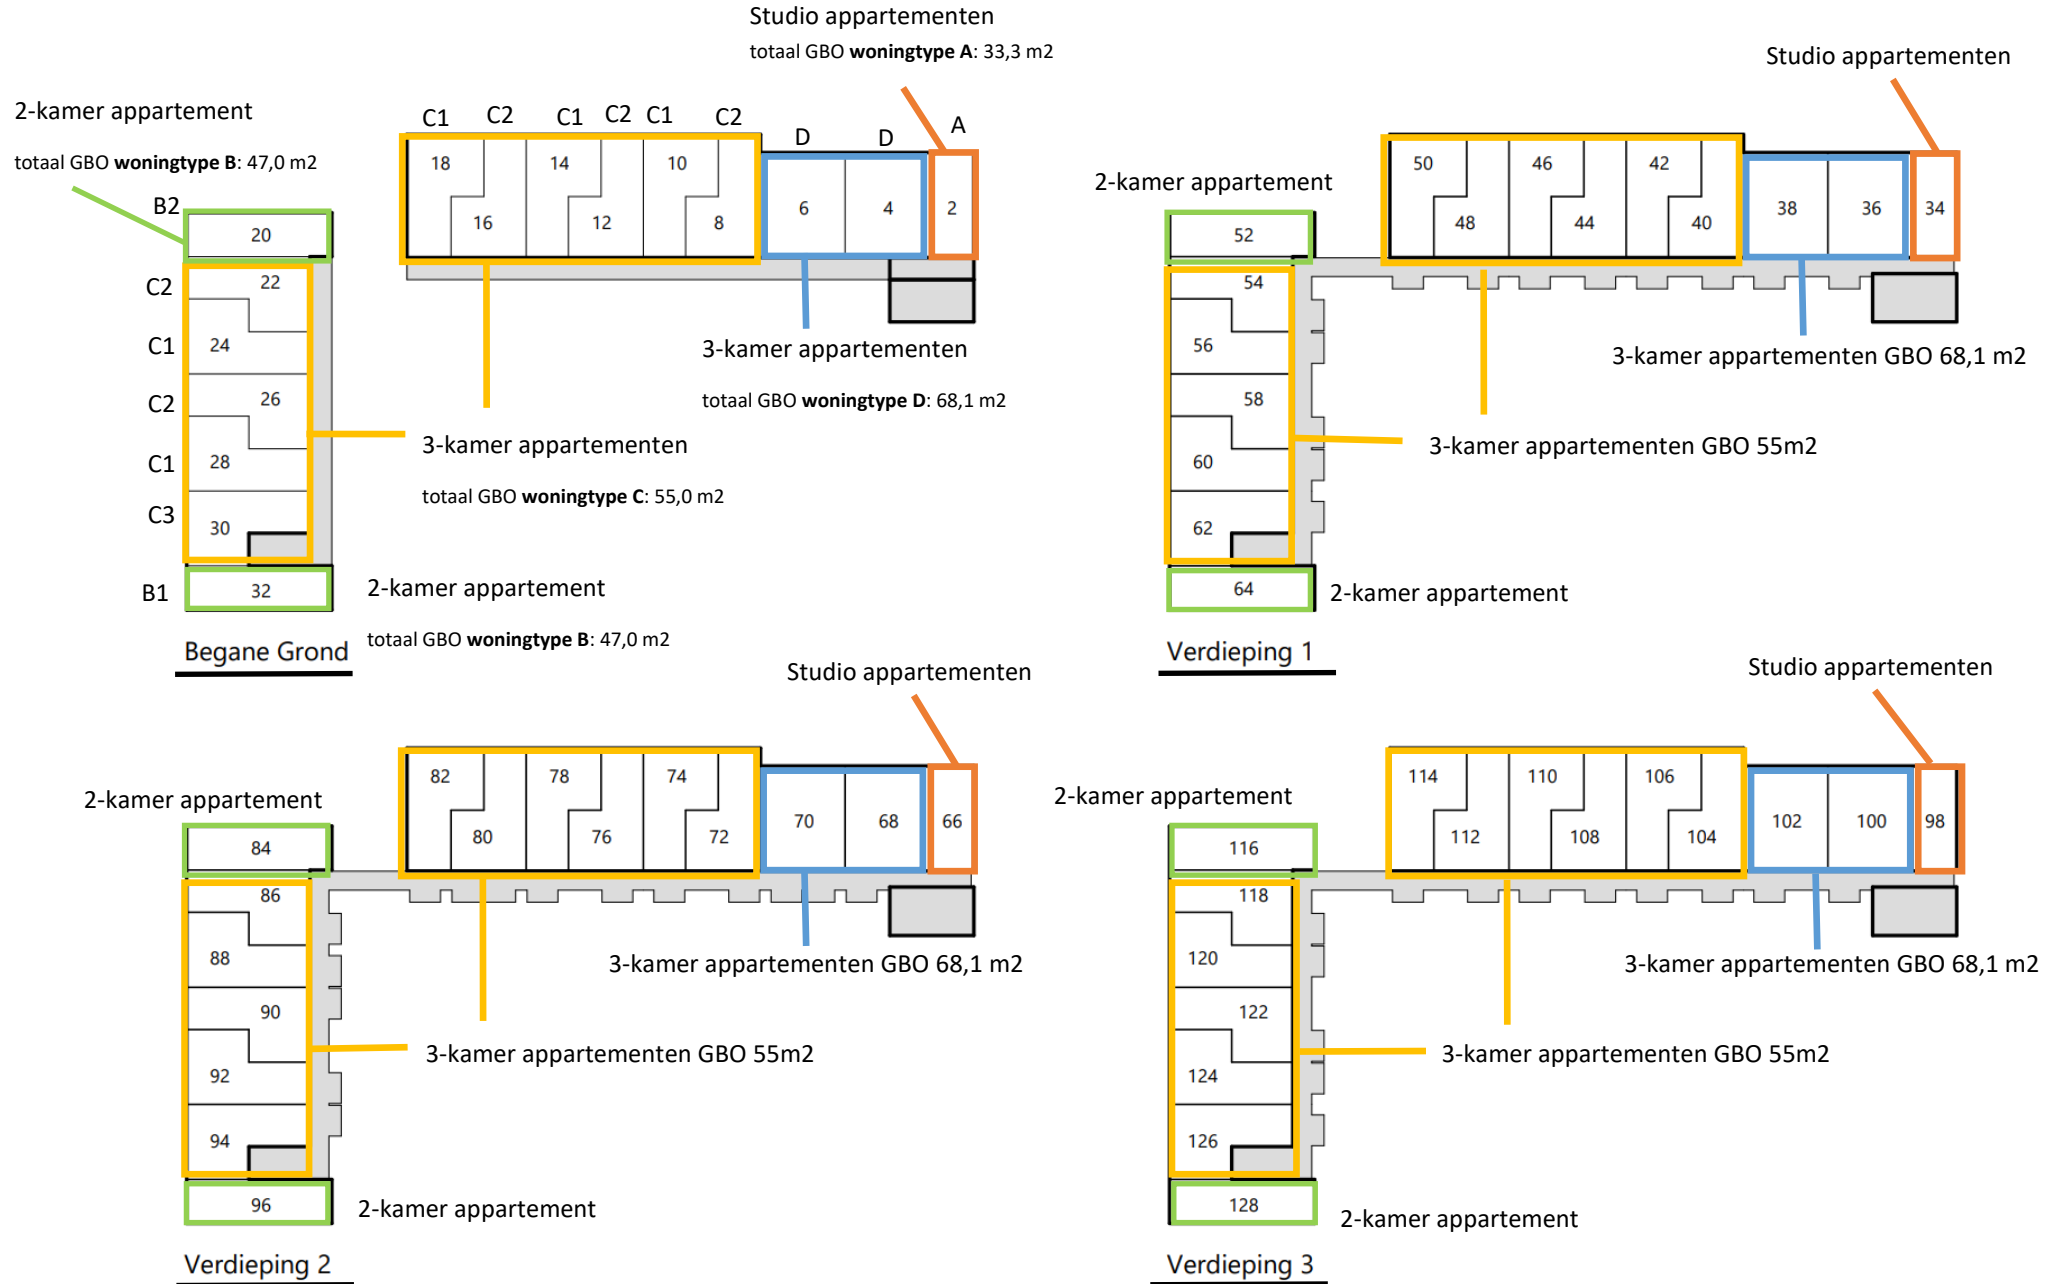 Studio appartementen
totaal GBO woningtype A: 33,3 m2
2-kamer appartement
totaal GBO woningtype B: 47,0 m2
C1 C2 C1 C2 C1 C2 D D A
18 14 10
16 12 8 6 4 2
B2
20
C2 22
C1 24
C2 26
C1 28
C3 30
B1 32
3-kamer appartementen
totaal GBO woningtype D: 68,1 m2
3-kamer appartementen
totaal GBO woningtype C: 55,0 m2
2-kamer appartement
totaal GBO woningtype B: 47,0 m2
Begane Grond
Studio appartementen
2-kamer appartement
50 46 42
48 44 40 38 36 34
52
54
56
58
60
62
64
3-kamer appartementen GBO 68,1 m2
3-kamer appartementen GBO 55m2
2-kamer appartement
Verdieping 1
Studio appartementen
2-kamer appartement
82 78 74
80 76 72 70 68 66
84
86
88
90
92
94
96
3-kamer appartementen GBO 68,1 m2
3-kamer appartementen GBO 55m2
2-kamer appartement
Verdieping 2
Studio appartementen
2-kamer appartement
114 110 106
112 108 104 102 100 98
116
118
120
122
124
126
128
3-kamer appartementen GBO 68,1 m2
3-kamer appartementen GBO 55m2
2-kamer appartement
Verdieping 3